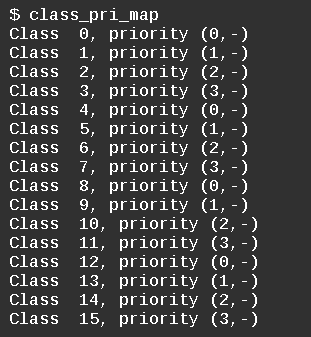 $ class_pri_map
Class  0, priority (0,-)
Class  1, priority (1,-)
Class  2, priority (2,-)
Class  3, priority (3,-)
Class  4, priority (0,-)
Class  5, priority (1,-)
Class  6, priority (2,-)
Class  7, priority (3,-)
Class  8, priority (0,-)
Class  9, priority (1,-)
Class  10, priority (2,-)
Class  11, priority (3,-)
Class  12, priority (0,-)
Class  13, priority (1,-)
Class  14, priority (2,-)
Class  15, priority (3,-)